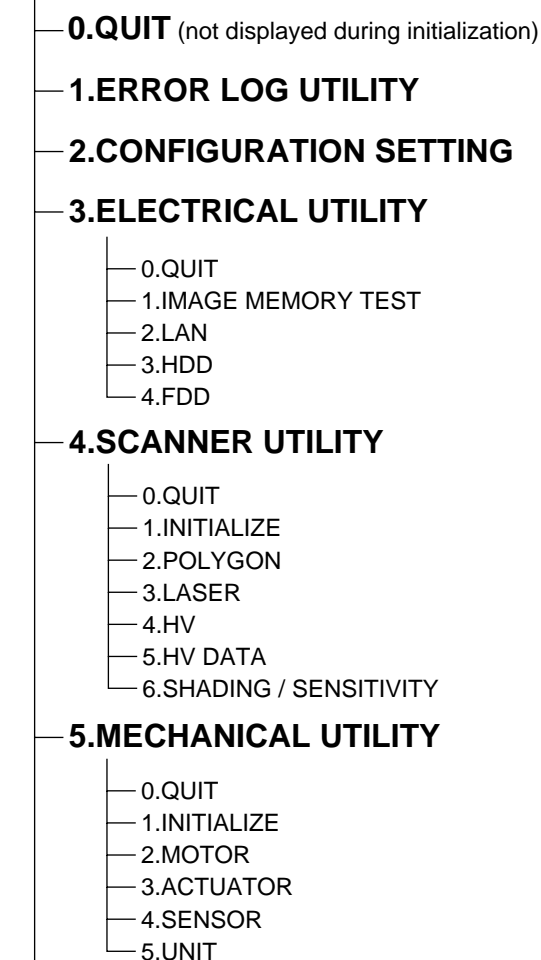 0.QUIT (not displayed during initialization)
1.ERROR LOG UTILITY
2.CONFIGURATION SETTING
3.ELECTRICAL UTILITY
0.QUIT
1.IMAGE MEMORY TEST
2.LAN
3.HDD
4.FDD
4.SCANNER UTILITY
0.QUIT
1.INITIALIZE
2.POLYGON
3.LASER
4.HV
5.HV DATA
6.SHADING / SENSITIVITY
5.MECHANICAL UTILITY
0.QUIT
1.INITIALIZE
2.MOTOR
3.ACTUATOR
4.SENSOR
5.UNIT